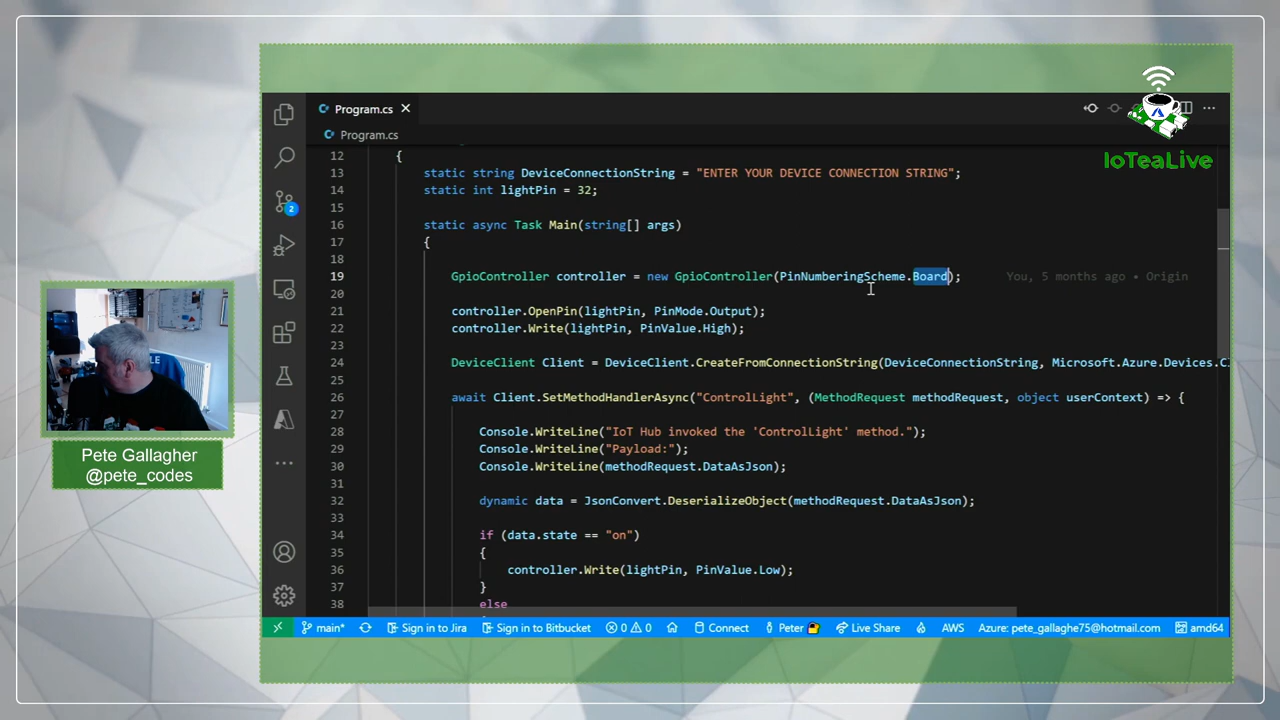 Program.cs
Program.cs
IoTeaLive
12 {
13 static string DeviceConnectionString = "ENTER YOUR DEVICE CONNECTION STRING";
14 static int lightPin = 32;
15
16 static async Task Main(string[] args)
17 {
18
19 GpioController controller = new GpioController(PinNumberingScheme.Board); You, 5 months ago • Origin
20
21 controller.OpenPin(lightPin, PinMode.Output);
22 controller.Write(lightPin, PinValue.High);
24 DeviceClient Client = DeviceClient.CreateFromConnectionString(DeviceConnectionString, Microsoft.Azure.Devices.Cl
25
26 await Client.SetMethodHandlerAsync("ControlLight", (MethodRequest methodRequest, object userContext) => {
27
28 Console.WriteLine("IoT Hub invoked the 'ControlLight' method.");
29 Console.WriteLine("Payload:");
30 Console.WriteLine(methodRequest.DataAsJson);
31
32 dynamic data = JsonConvert.DeserializeObject(methodRequest.DataAsJson);
33
34 if (data.state == "on")
35 {
36 controller.Write(lightPin, PinValue.Low);
37 }
38 else
2
Pete Gallagher
@pete_codes
main* Sign in to Jira Sign in to Bitbucket 0 0 Connect Peter Live Share AWS Azure: pete_gallaghe75@hotmail.com amd64